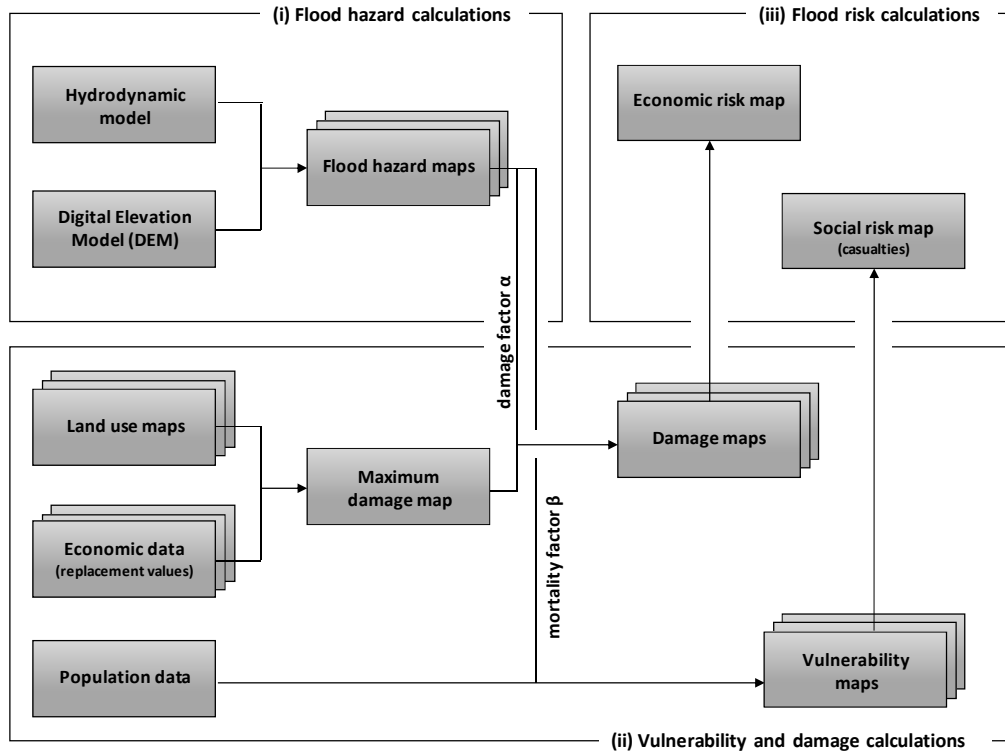 (i) Flood hazard calculations
(iii) Flood risk calculations
Hydrodynamic
model
Digital Elevation
Model (DEM)
Flood hazard maps
Economic risk map
Social risk map
(casualties)
damage factor α
Land use maps
Economic data
(replacement values)
Maximum
damage map
Damage maps
mortality factor β
Population data
Vulnerability
maps
(ii) Vulnerability and damage calculations